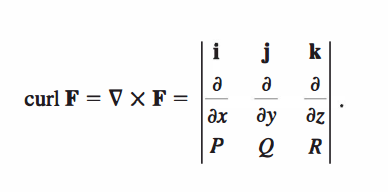 curl F = ∇ × F = | i j k |
| ∂/∂x ∂/∂y ∂/∂z |
| P Q R | .